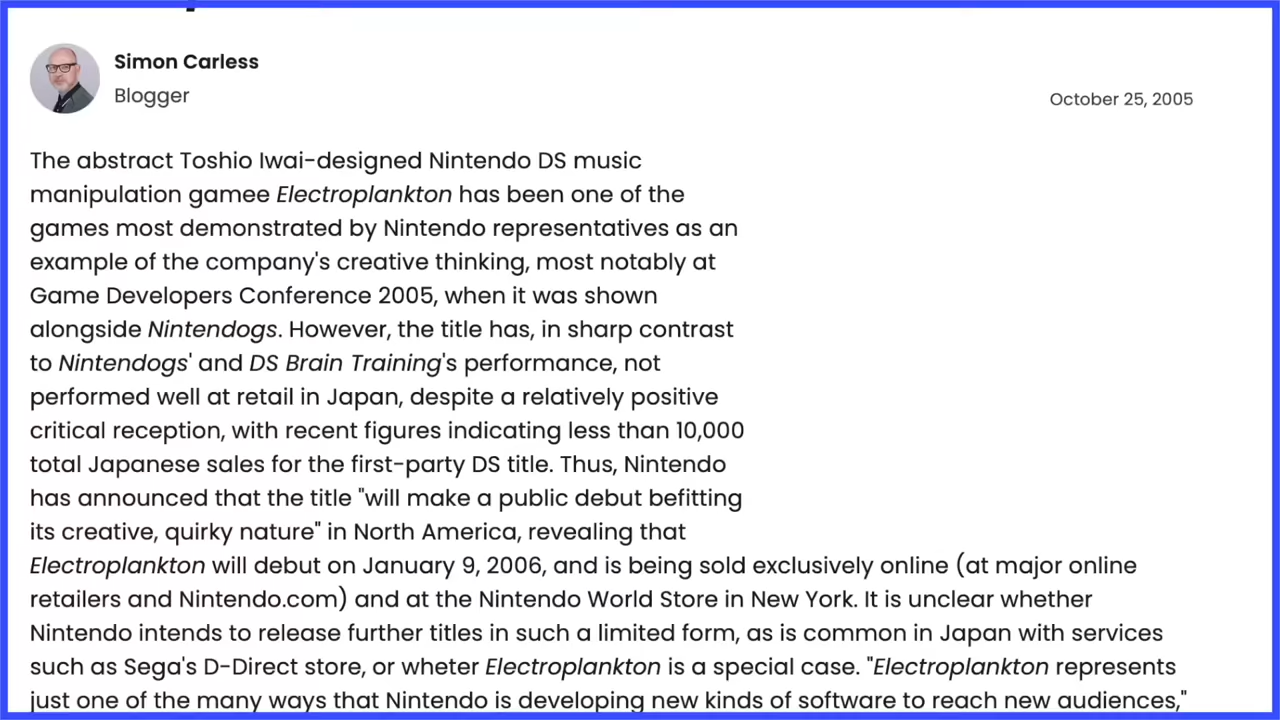 Simon Carless
Blogger
October 25, 2005
The abstract Toshio Iwai-designed Nintendo DS music
manipulation gamee Electroplankton has been one of the
games most demonstrated by Nintendo representatives as an
example of the company's creative thinking, most notably at
Game Developers Conference 2005, when it was shown
alongside Nintendogs. However, the title has, in sharp contrast
to Nintendogs' and DS Brain Training's performance, not
performed well at retail in Japan, despite a relatively positive
critical reception, with recent figures indicating less than 10,000
total Japanese sales for the first-party DS title. Thus, Nintendo
has announced that the title "will make a public debut befitting
its creative, quirky nature" in North America, revealing that
Electroplankton will debut on January 9, 2006, and is being sold exclusively online (at major online
retailers and Nintendo.com) and at the Nintendo World Store in New York. It is unclear whether
Nintendo intends to release further titles in such a limited form, as is common in Japan with services
such as Sega's D-Direct store, or wheter Electroplankton is a special case. "Electroplankton represents
just one of the many ways that Nintendo is developing new kinds of software to reach new audiences,"